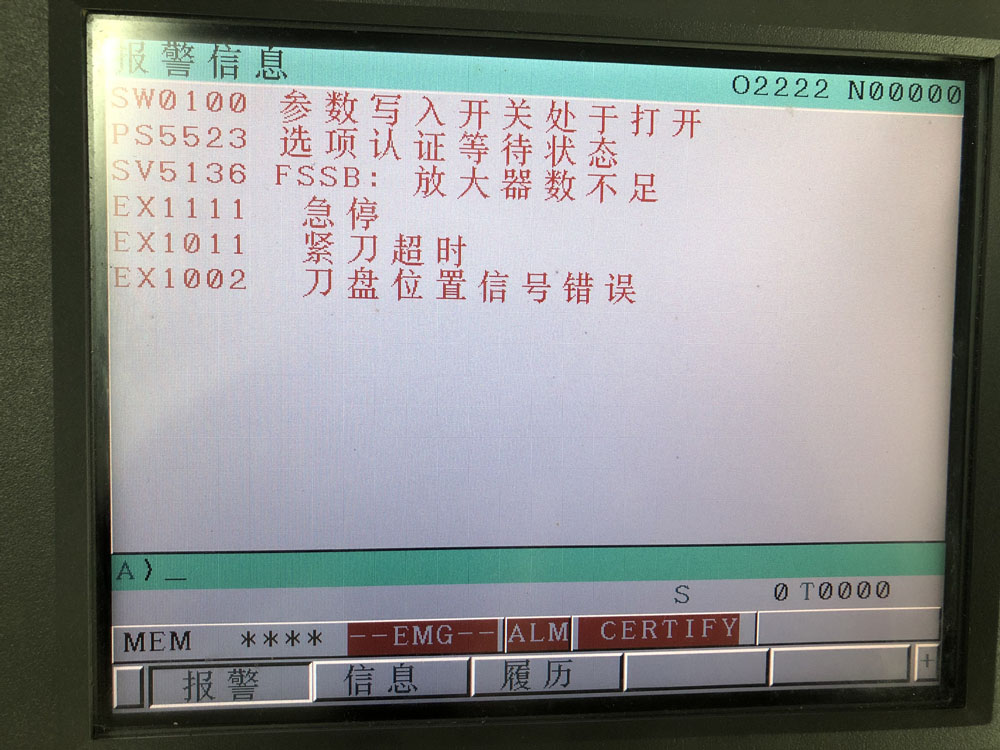 报警信息
O2222 N00000
SW0100 参数写入开关处于打开
PS5523 选项认证等待状态
SV5136 FSSB: 放大器数不足
EX1111 急停
EX1011 紧刀超时
EX1002 刀盘位置信号错误
A)_
S 0 T0000
MEM **** --EMG-- ALM CERTIFY
报警 信息 履历 +